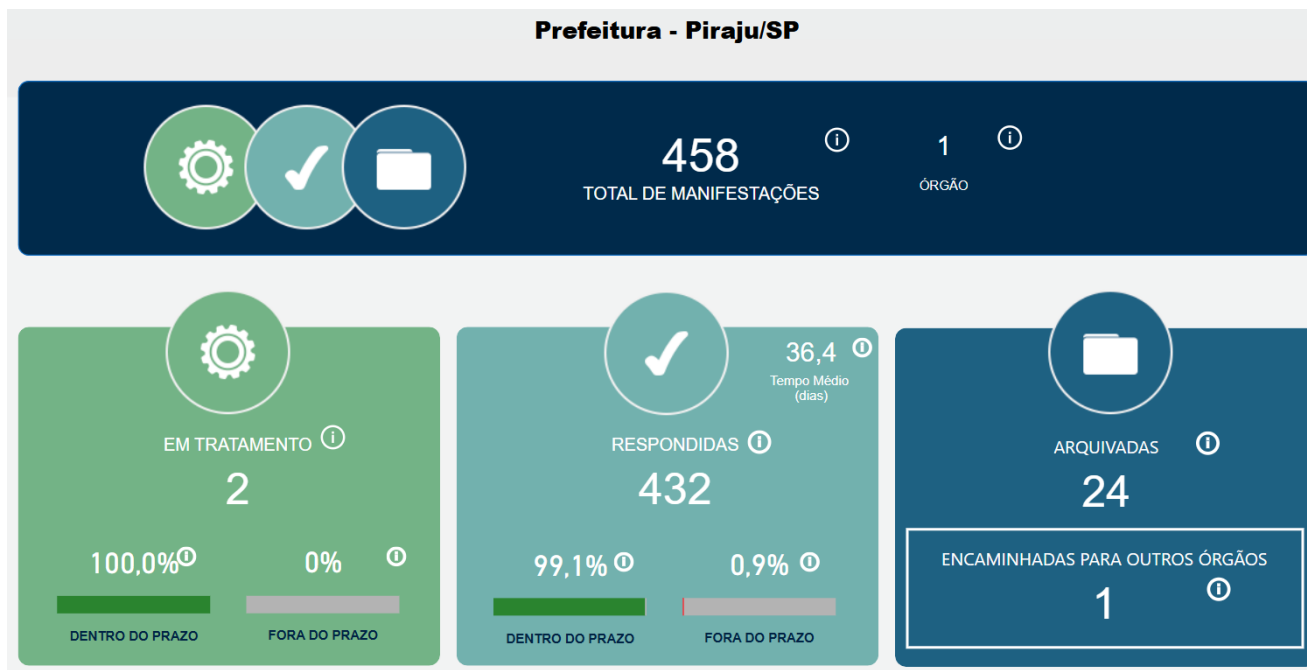 Prefeitura - Piraju/SP
458
TOTAL DE MANIFESTAÇÕES
1
ÓRGÃO
36,4
Tempo Médio
(dias)
EM TRATAMENTO
2
100,0%
0%
DENTRO DO PRAZO
FORA DO PRAZO
RESPONDIDAS
432
99,1%
0,9%
DENTRO DO PRAZO
FORA DO PRAZO
ARQUIVADAS
24
ENCAMINHADAS PARA OUTROS ÓRGÃOS
1